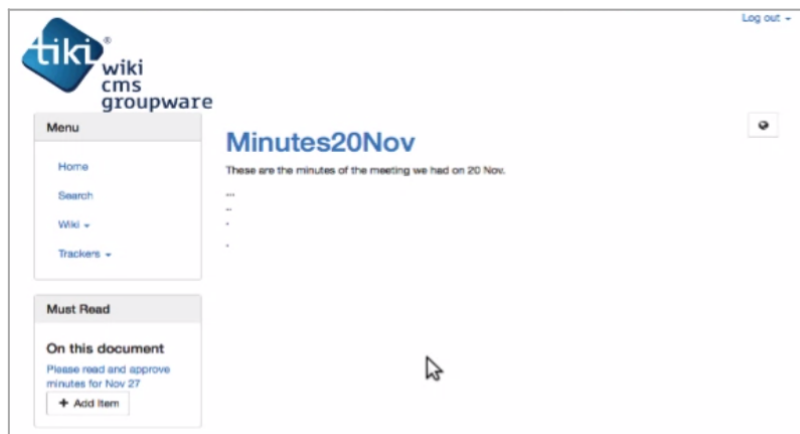 Log out
tiki®
wiki
cms
groupware
Menu
Home
Search
Wiki
Trackers
Minutes20Nov
These are the minutes of the meeting we had on 20 Nov.
...
..
.
.
Must Read
On this document
Please read and approve
minutes for Nov 27
+ Add Item